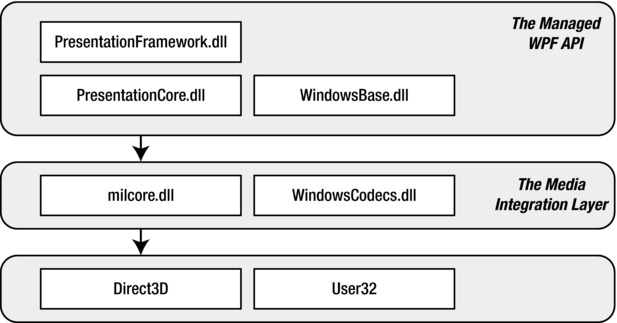 The Managed
WPF API
PresentationFramework.dll
PresentationCore.dll
WindowsBase.dll
milcore.dll
WindowsCodecs.dll
The Media
Integration Layer
Direct3D
User32